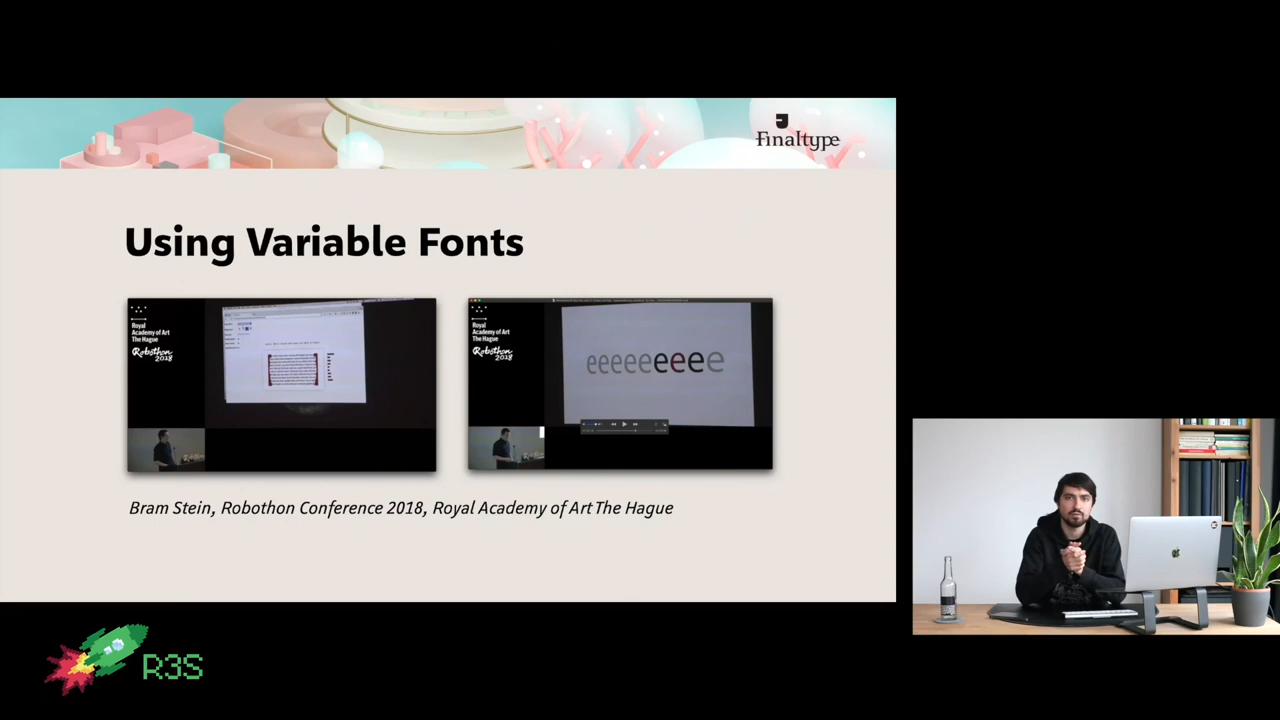 Finaltype
Using Variable Fonts
Royal
Academy of Art
The Hague
Robothon
2018
Royal
Academy of Art
The Hague
Robothon
2018
eeeeeeeee
Bram Stein, Robothon Conference 2018, Royal Academy of Art The Hague
R3S